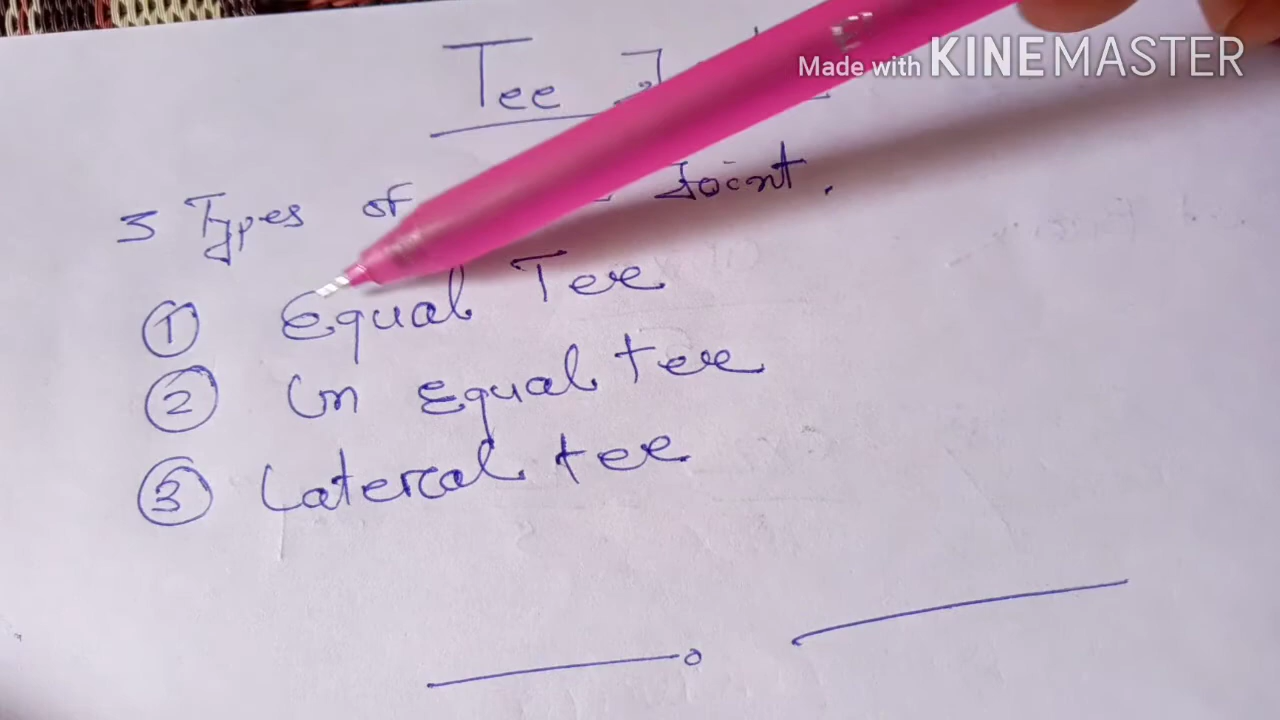 Tee
Made with KINEMASTER
3 Types of Joint.
① Equal Tee
② Un Equal tee
③ Lateral tee